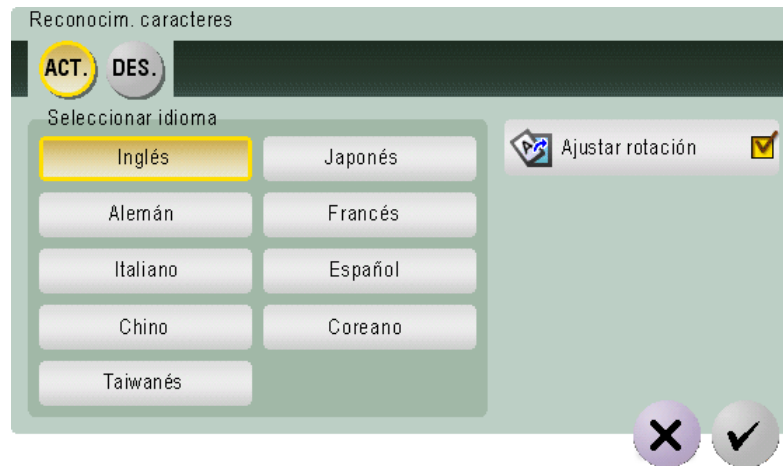 Reconocim. caracteres
ACT. DES.
Seleccionar idioma
Inglés Japonés
Ajustar rotación
Alemán Francés
Italiano Español
Chino Coreano
Taiwanés